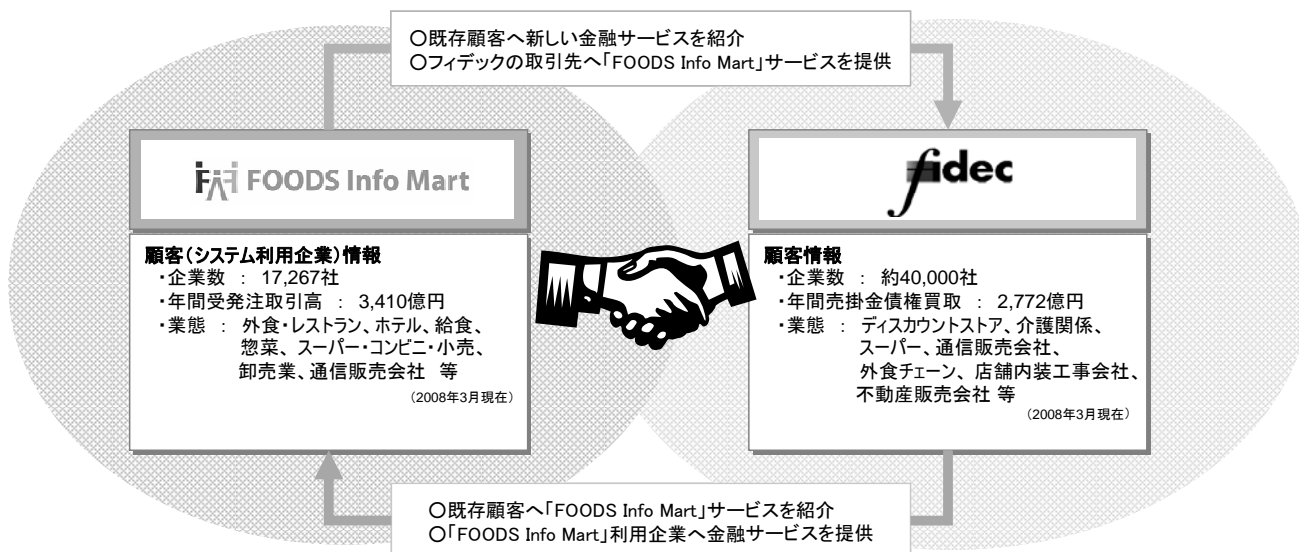 ○既存顧客へ新しい金融サービスを紹介
○フィデックの取引先へ「FOODS Info Mart」サービスを提供
FOODS Info Mart
fidec
顧客(システム利用企業)情報
・企業数 : 17,267社
・年間受発注取引高 : 3,410億円
・業態 : 外食・レストラン、ホテル、給食、
惣菜、スーパー・コンビニ・小売、
卸売業、通信販売会社 等
(2008年3月現在)
顧客情報
・企業数 : 約40,000社
・年間売掛金債権買取 : 2,772億円
・業態 : ディスカウントストア、介護関係、
スーパー、通信販売会社、
外食チェーン、店舗内装工事会社、
不動産販売会社 等
(2008年3月現在)
○既存顧客へ「FOODS Info Mart」サービスを紹介
○「FOODS Info Mart」利用企業へ金融サービスを提供